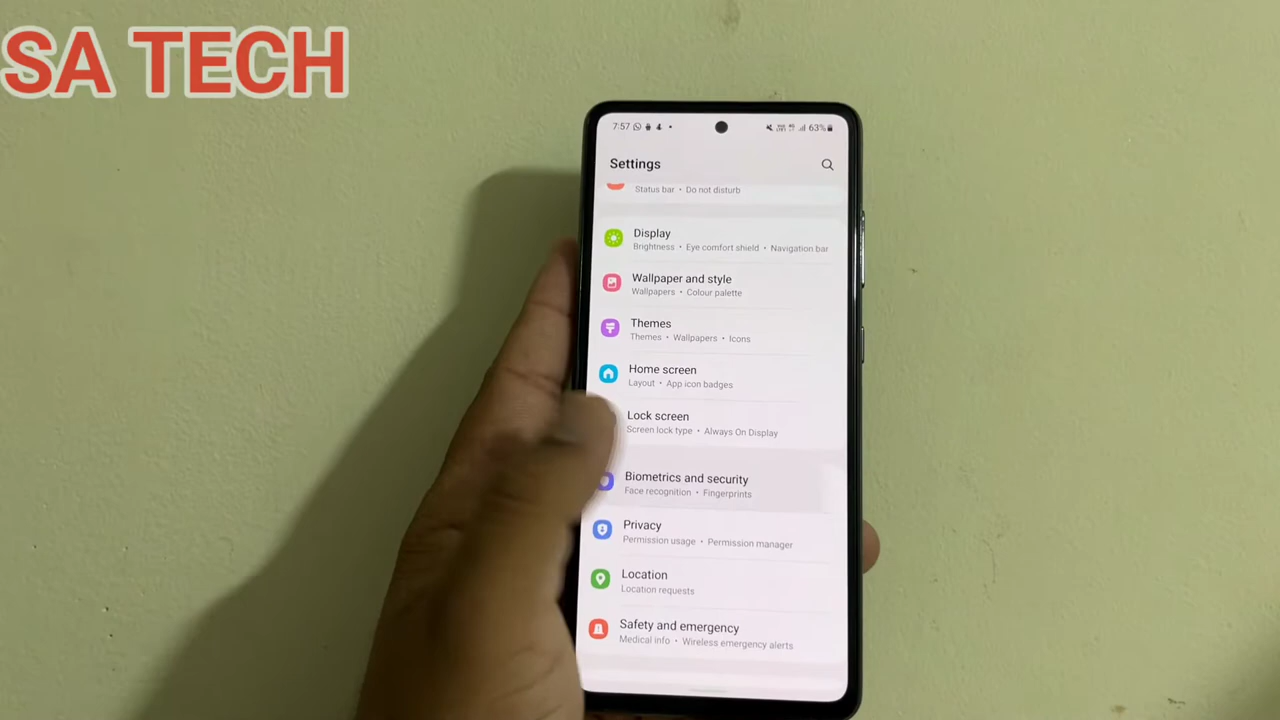 SA TECH
7:57 63%
Settings
Status bar • Do not disturb
Display
Brightness • Eye comfort shield • Navigation bar
Wallpaper and style
Wallpapers • Colour palette
Themes
Themes • Wallpapers • Icons
Home screen
Layout • App icon badges
Lock screen
Screen lock type • Always On Display
Biometrics and security
Face recognition • Fingerprints
Privacy
Permission usage • Permission manager
Location
Location requests
Safety and emergency
Medical info • Wireless emergency alerts